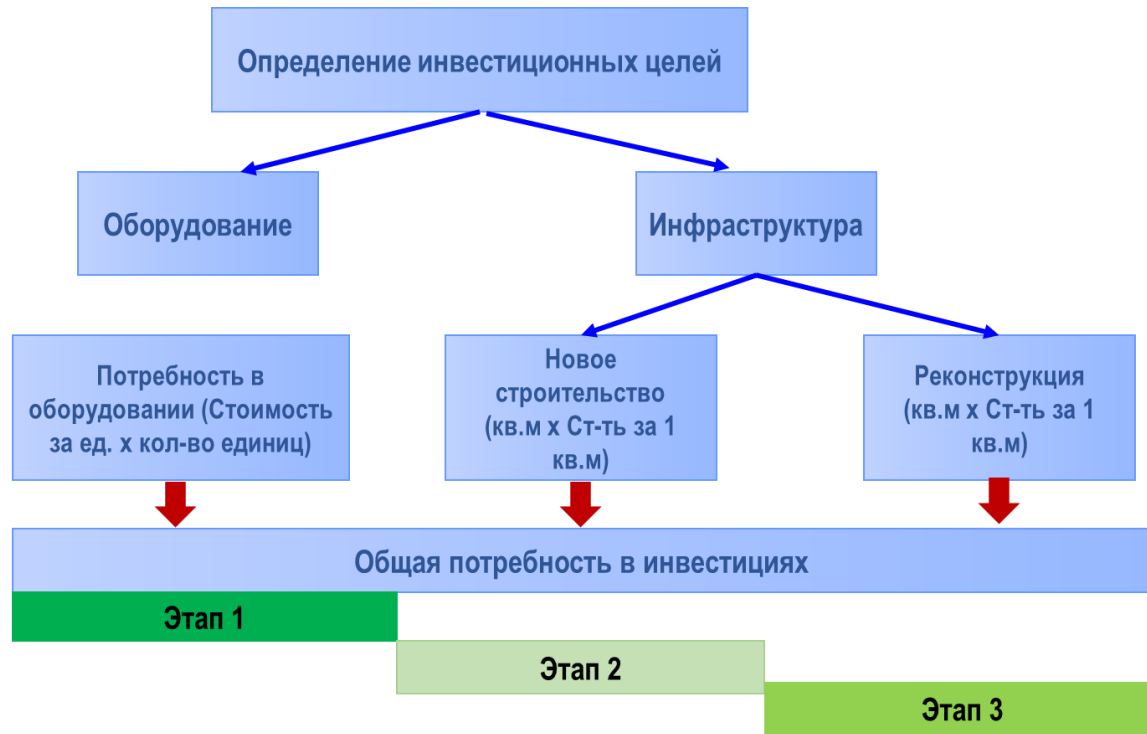 Определение инвестиционных целей
Оборудование
Инфраструктура
Потребность в
оборудовании (Стоимость
за ед. х кол-во единиц)
Новое
строительство
(кв.м х Ст-ть за 1
кв.м)
Реконструкция
(кв.м х Ст-ть за 1
кв.м)
Общая потребность в инвестициях
Этап 1
Этап 2
Этап 3